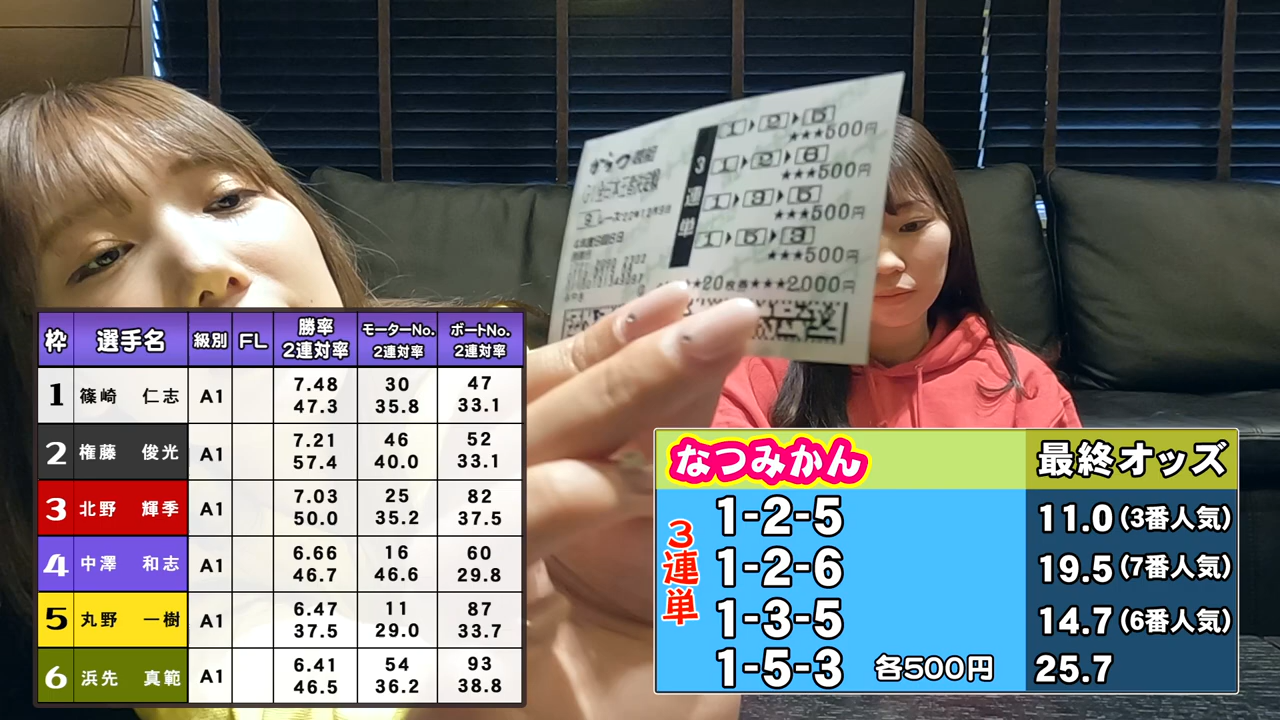 からつ
3連単
1▶2▶5
★★★500円
1▶2▶6
★★★500円
1▶3▶5
★★★500円
1▶5▶3
★★★500円
★20枚券★★★2,000円
枠 選手名 級別 FL 勝率 2連対率 モーターNo. 2連対率 ボートNo. 2連対率
1 篠崎 仁志 A1 7.48 47.3 30 35.8 47 33.1
2 権藤 俊光 A1 7.21 57.4 46 40.0 52 33.1
3 北野 輝季 A1 7.03 50.0 25 35.2 82 37.5
4 中澤 和志 A1 6.66 46.7 16 46.6 60 29.8
5 丸野 一樹 A1 6.47 37.5 11 29.0 87 33.7
6 浜先 真範 A1 6.41 46.5 54 36.2 93 38.8
なつみかん 最終オッズ
3連単
1-2-5 11.0(3番人気)
1-2-6 19.5(7番人気)
1-3-5 14.7(6番人気)
1-5-3 各500円 25.7